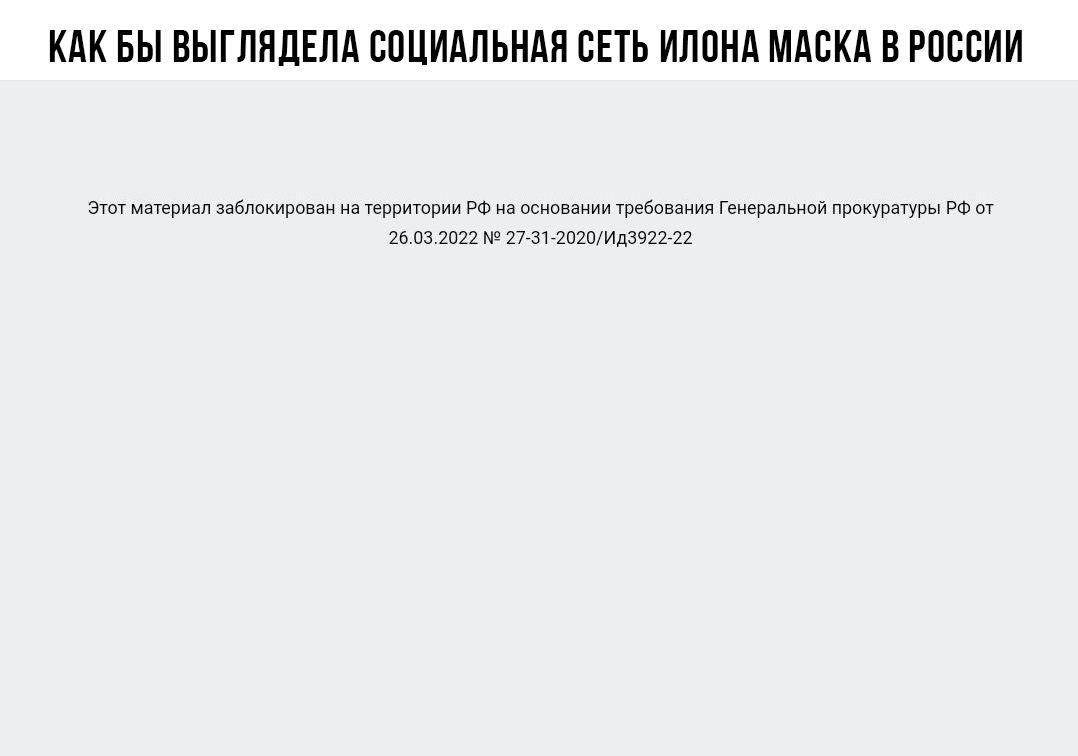 КАК БЫ ВЫГЛЯДЕЛА СОЦИАЛЬНАЯ СЕТЬ ИЛОНА МАСКА В РОССИИ
Этот материал заблокирован на территории РФ на основании требования Генеральной прокуратуры РФ от
26.03.2022 № 27-31-2020/Ид3922-22